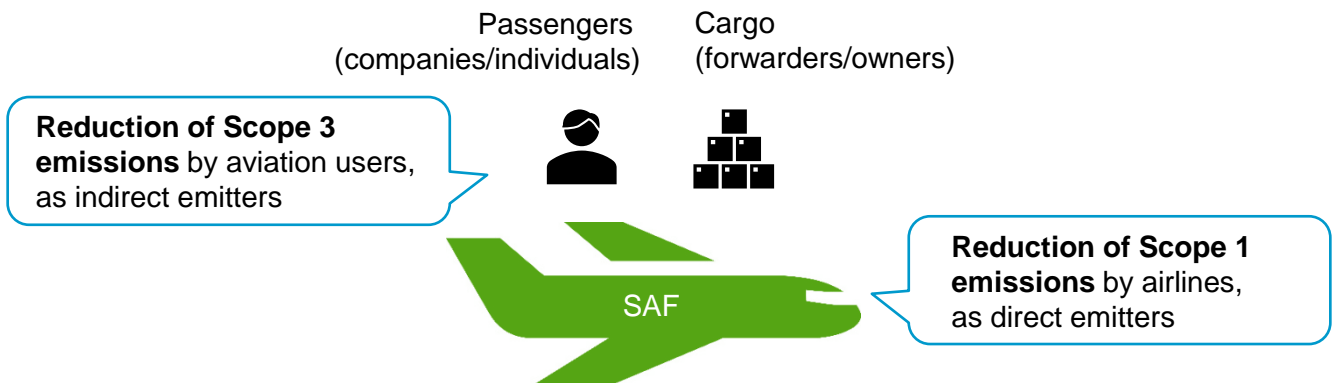 Passengers
(companies/individuals)
Cargo
(forwarders/owners)
Reduction of Scope 3
emissions by aviation users,
as indirect emitters
Reduction of Scope 1
emissions by airlines,
as direct emitters
SAF